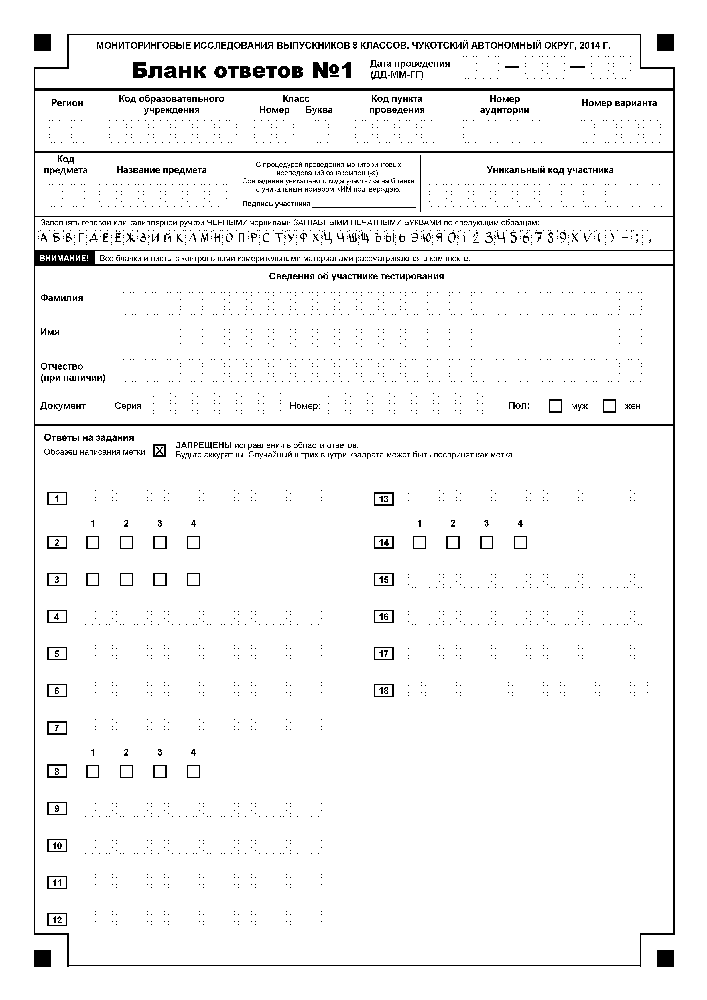 МОНИТОРИНГОВЫЕ ИССЛЕДОВАНИЯ ВЫПУСКНИКОВ 8 КЛАССОВ. ЧУКОТСКИЙ АВТОНОМНЫЙ ОКРУГ, 2014 Г.
Бланк ответов №1
Дата проведения
(ДД-ММ-ГГ)
Регион
Код образовательного
учреждения
Класс
Номер Буква
Код пункта
проведения
Номер
аудитории
Номер варианта
Код
предмета
Название предмета
С процедурой проведения мониторинговых
исследований ознакомлен (-а).
Совпадение уникального кода участника на бланке
с уникальным номером КИМ подтверждаю.
Подпись участника
Уникальный код участника
Заполнять гелевой или капиллярной ручкой ЧЕРНЫМИ чернилами ЗАГЛАВНЫМИ ПЕЧАТНЫМИ БУКВАМИ по следующим образцам:
А Б В Г Д Е Ё Ж З И Й К Л М Н О П Р С Т У Ф Х Ц Ч Ш Щ Ъ Ы Ь Э Ю Я 0 1 2 3 4 5 6 7 8 9 X V ( ) - ; ,
ВНИМАНИЕ! Все бланки и листы с контрольными измерительными материалами рассматриваются в комплекте.
Сведения об участнике тестирования
Фамилия
Имя
Отчество
(при наличии)
Документ Серия: Номер: Пол: муж жен
Ответы на задания
Образец написания метки X
ЗАПРЕЩЕНЫ исправления в области ответов.
Будьте аккуратны. Случайный штрих внутри квадрата может быть воспринят как метка.
1
1 2 3 4
2
3
4
5
6
7
1 2 3 4
8
9
10
11
12
13
1 2 3 4
14
15
16
17
18